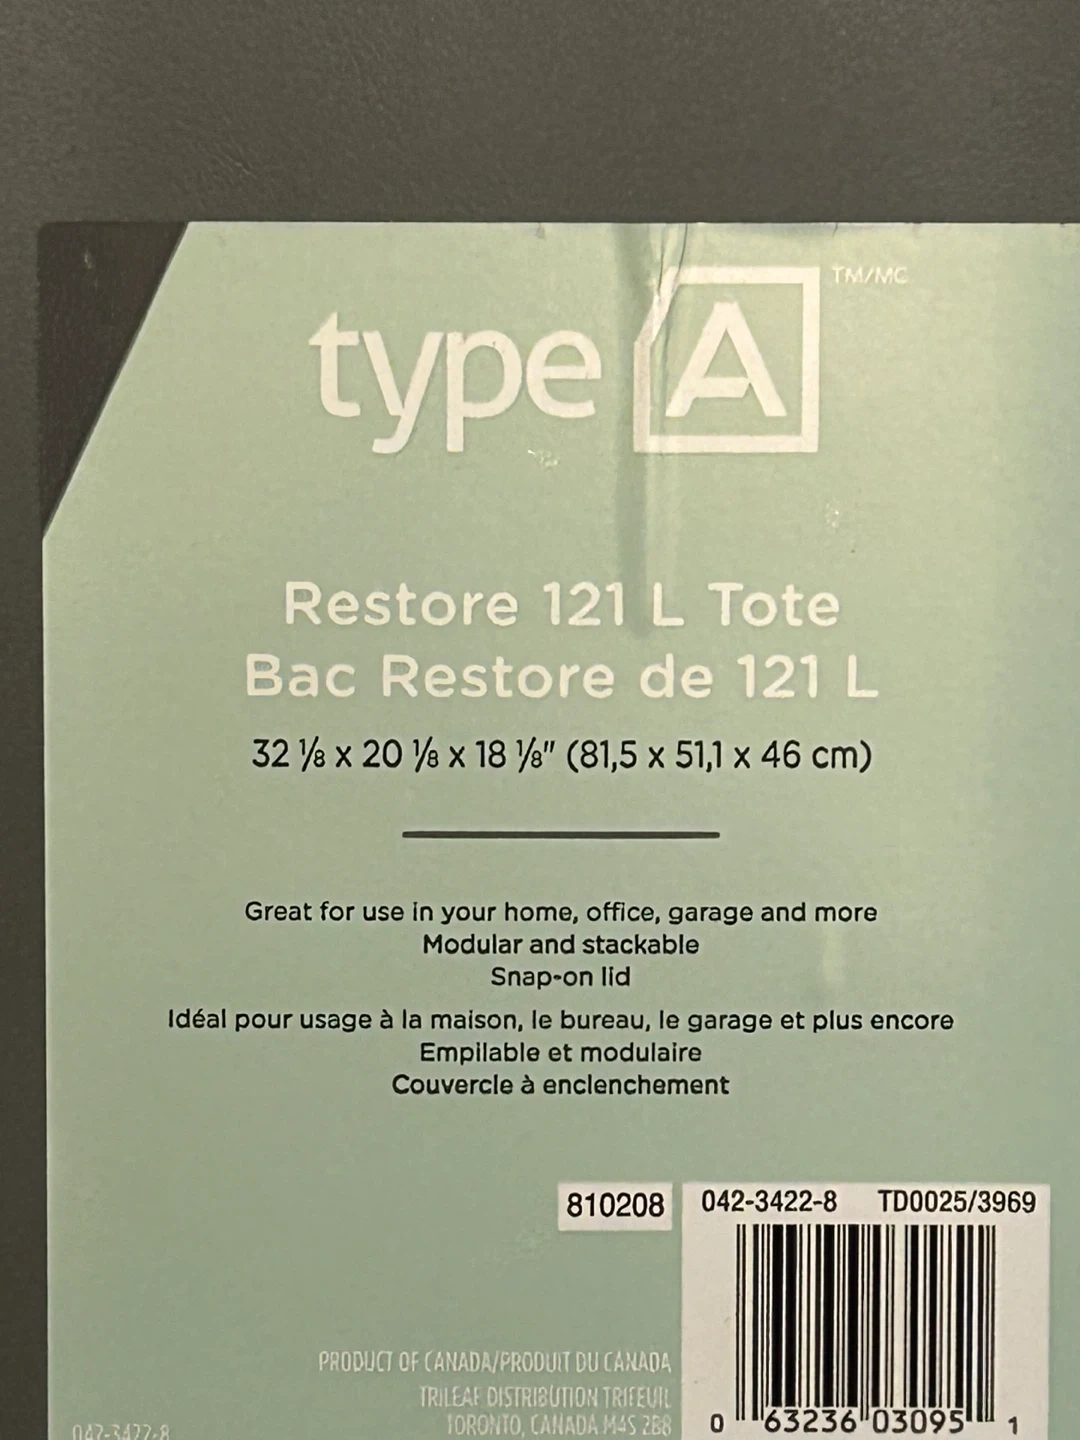 type A TM/MC
Restore 121 L Tote
Bac Restore de 121 L
32 ⅛ x 20 ⅛ x 18 ⅛" (81,5 x 51,1 x 46 cm)
Great for use in your home, office, garage and more
Modular and stackable
Snap-on lid
Idéal pour usage à la maison, le bureau, le garage et plus encore
Empilable et modulaire
Couvercle à enclenchement
810208
042-3422-8 TD0025/3969
PRODUCT OF CANADA/PRODUIT DU CANADA
TRILEAF DISTRIBUTION TRIFEUIL
TORONTO, CANADA M4S 2B8
042-3422-8
0 63236 03095 1